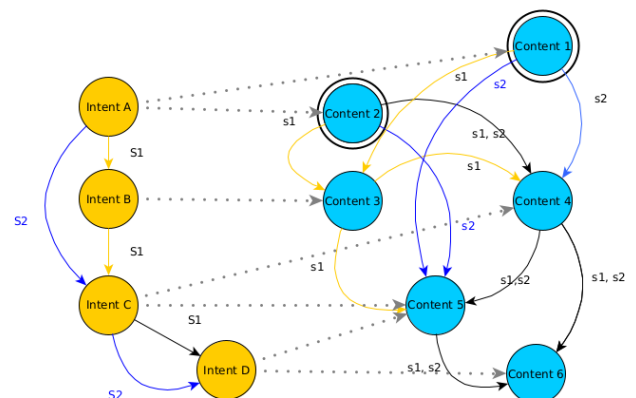 Content 1
Intent A
Content 2
s1
s2
s2
s1
s1, s2
S1
s1
Intent B
Content 3
Content 4
S2
s2
S1
s1
s1,s2
s1, s2
Intent C
Content 5
S1
Intent D
s1, s2
Content 6
S2